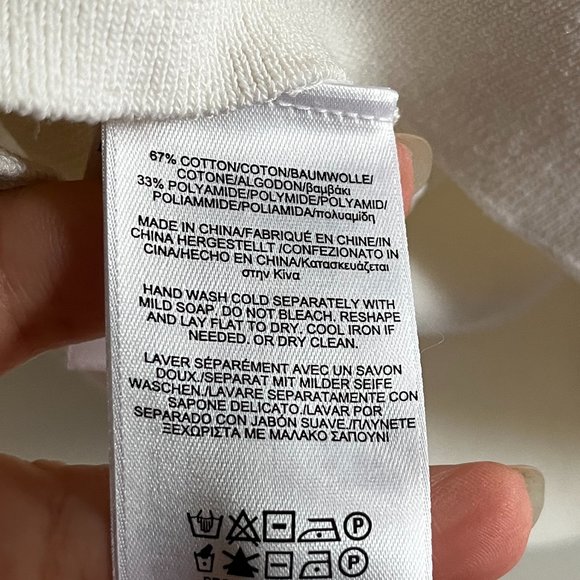 67% COTTON/COTON/BAUMWOLLE/
COTONE/ALGODON/βαμβάκι
33% POLYAMIDE/POLYMIDE/POLYAMID/
POLIAMMIDE/POLIAMIDA/πολυαμίδη
MADE IN CHINA/FABRIQUÉ EN CHINE/IN
CHINA HERGESTELLT /CONFEZIONATO IN
CINA/HECHO EN CHINA/Κατασκευάζεται
στην Κίνα
HAND WASH COLD SEPARATELY WITH
MILD SOAP, DO NOT BLEACH. RESHAPE
AND LAY FLAT TO DRY. COOL IRON IF
NEEDED. OR DRY CLEAN.
LAVER SÉPARÉMENT AVEC UN SAVON
DOUX./SEPARAT MIT MILDER SEIFE
WASCHEN./LAVARE SEPARATAMENTE CON
SAPONE DELICATO./LAVAR POR
SEPARADO CON JABÓN SUAVE./ΠΛΥΝΕΤΕ
ΞΕΧΩΡΙΣΤΑ ΜΕ ΜΑΛΑΚΟ ΣΑΠΟΥΝΙ
P
P